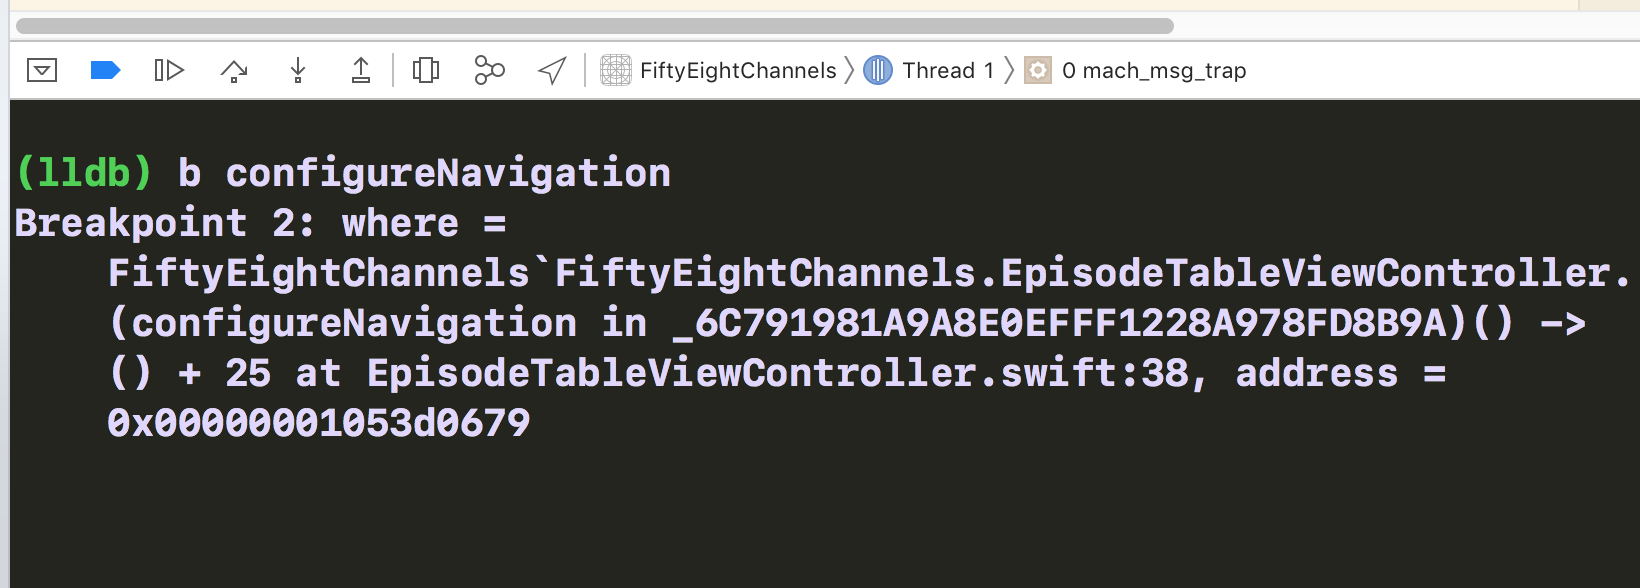 FiftyEightChannels 〉 Thread 1 〉 0 mach_msg_trap
(lldb) b configureNavigation
Breakpoint 2: where =
FiftyEightChannels`FiftyEightChannels.EpisodeTableViewController.
(configureNavigation in _6C791981A9A8E0EFFF1228A978FD8B9A)() ->
() + 25 at EpisodeTableViewController.swift:38, address =
0x00000001053d0679